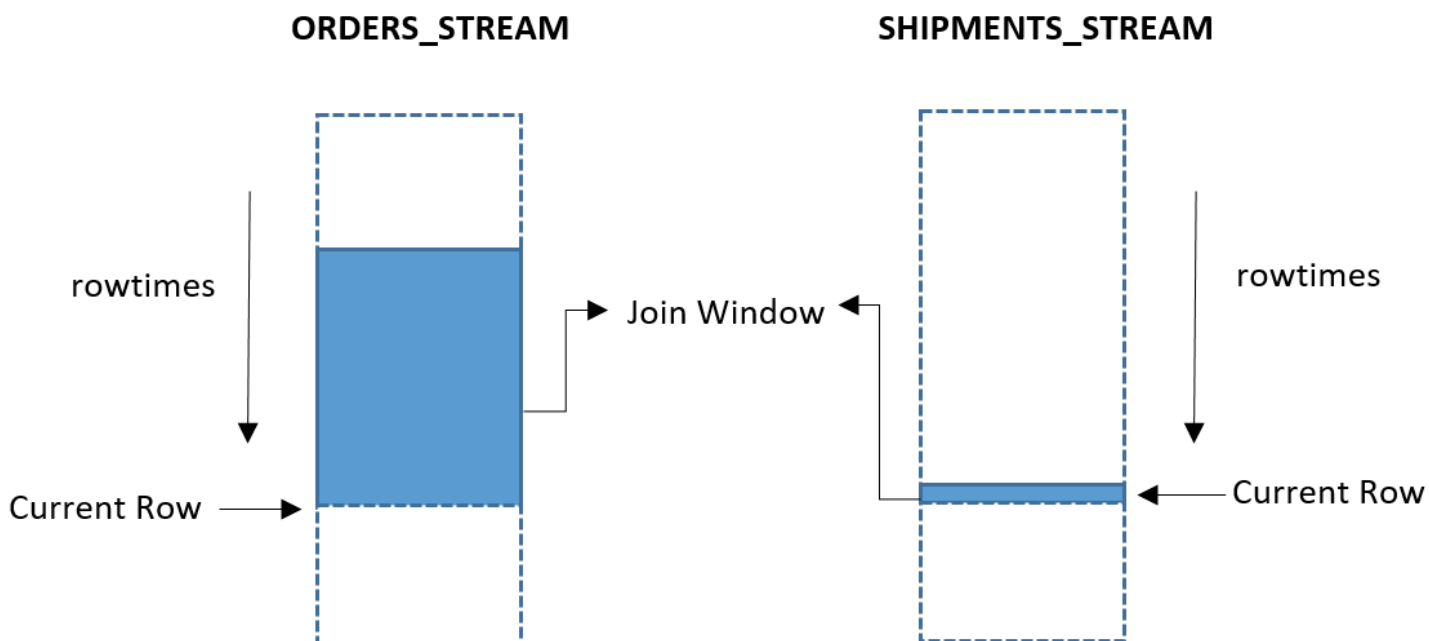 ORDERS_STREAM
SHIPMENTS_STREAM
rowtimes
Join Window
rowtimes
Current Row
Current Row